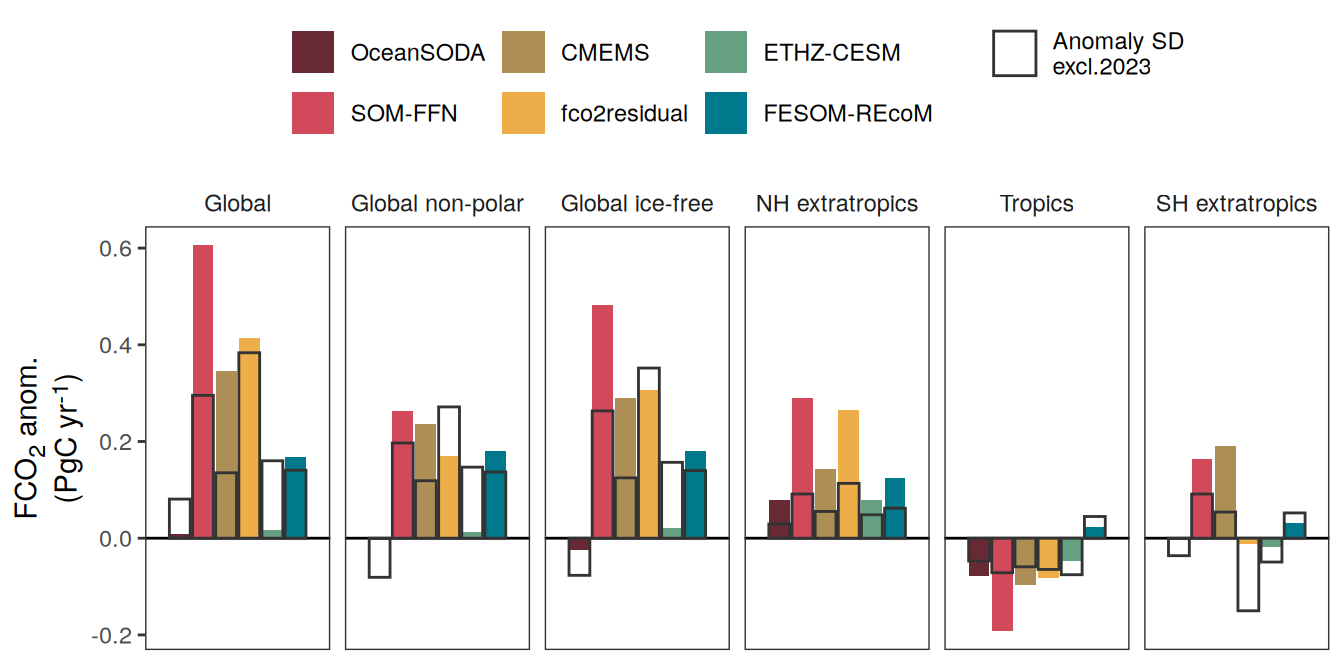 OceanSODA
CMEMS
ETHZ-CESM
Anomaly SD
excl.2023
SOM-FFN
fco2residual
FESOM-REcoM
Global
Global non-polar
Global ice-free
NH extratropics
Tropics
SH extratropics
FCO₂ anom.
(PgC yr⁻¹)
0.6
0.4
0.2
0.0
-0.2